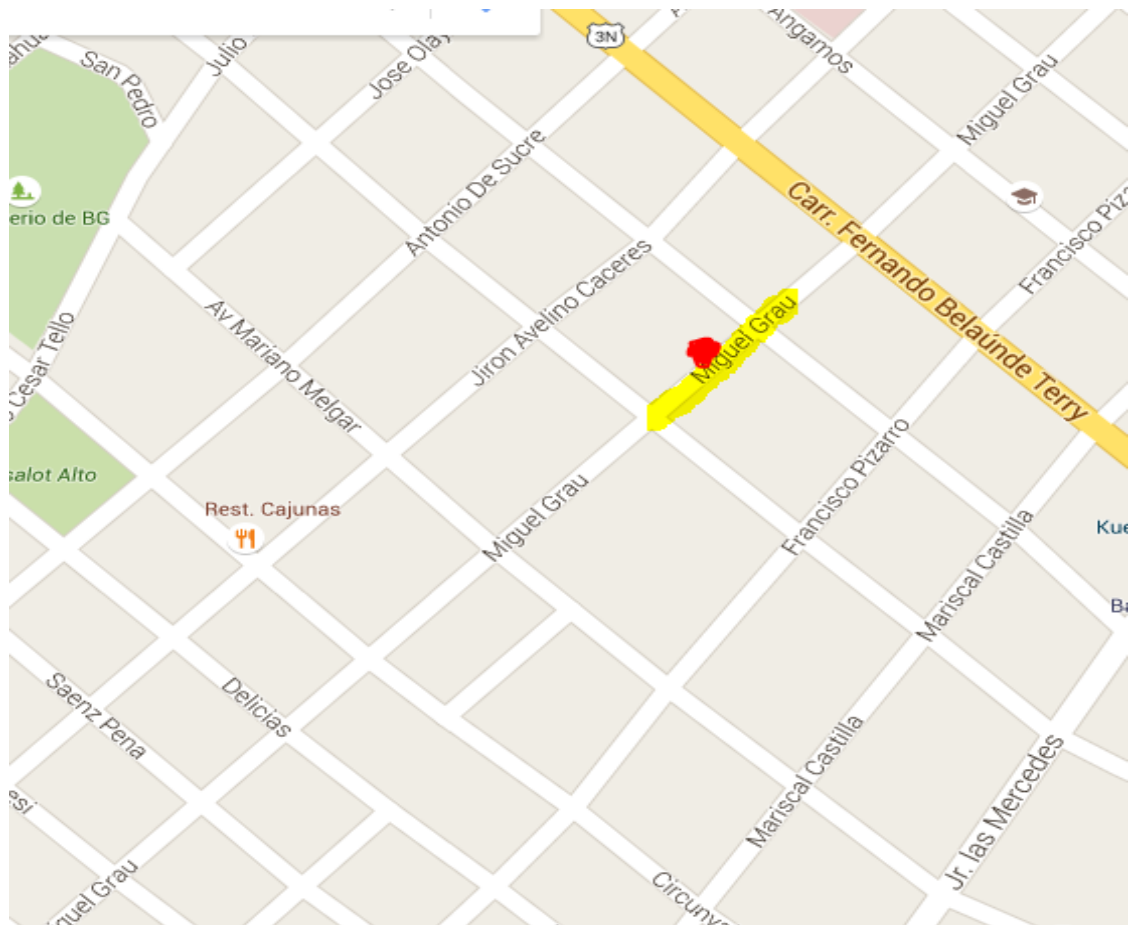 3N
Angamos
Julio
Jose Olay
San Pedro
Miguel Grau
Antonio De Sucre
Carr. Fernando Belaúnde Terry
Francisco Piza
erio de BG
Jiron Avelino Caceres
Av Mariano Melgar
Cesar Tello
Miguel Grau
salot Alto
Francisco Pizarro
Rest. Cajunas
Miguel Grau
Mariscal Castilla
Kue
Ba
Saenz Pena
Delicias
Mariscal Castilla
Jr. las Mercedes
esi
iguel Grau
Circunva